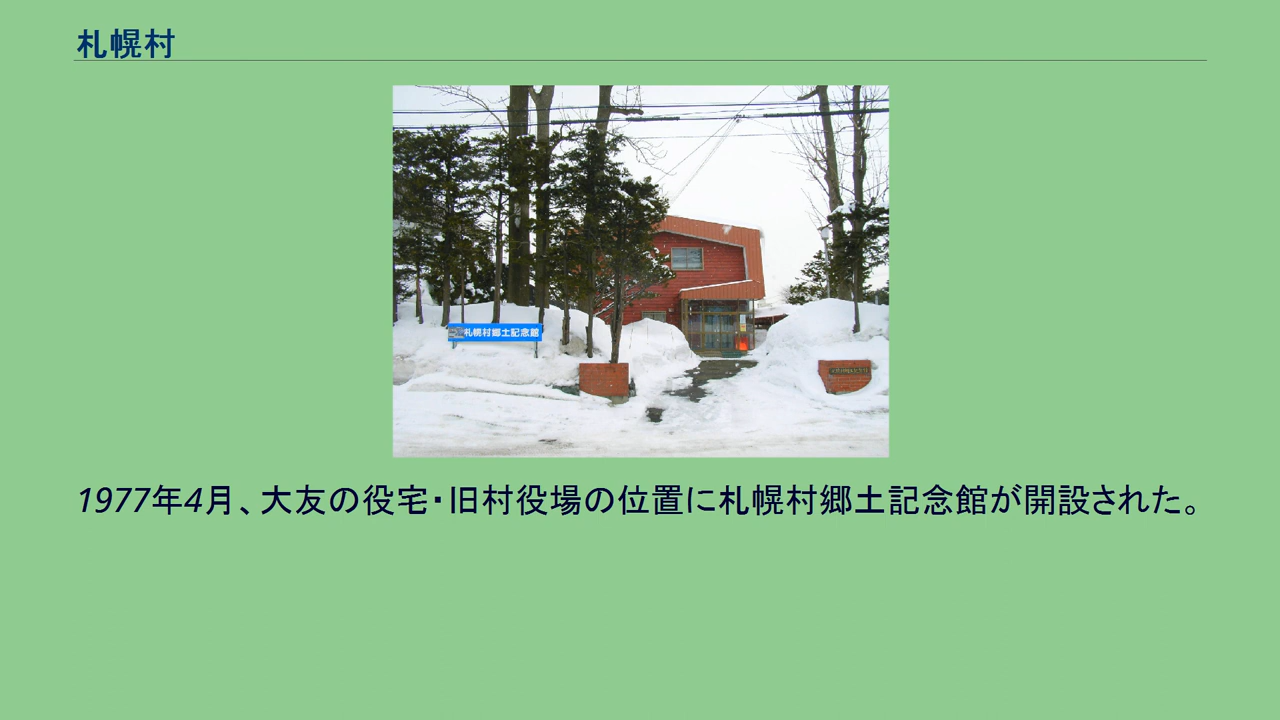 札幌村
札幌村郷土記念館
1977年4月、大友の役宅・旧村役場の位置に札幌村郷土記念館が開設された。